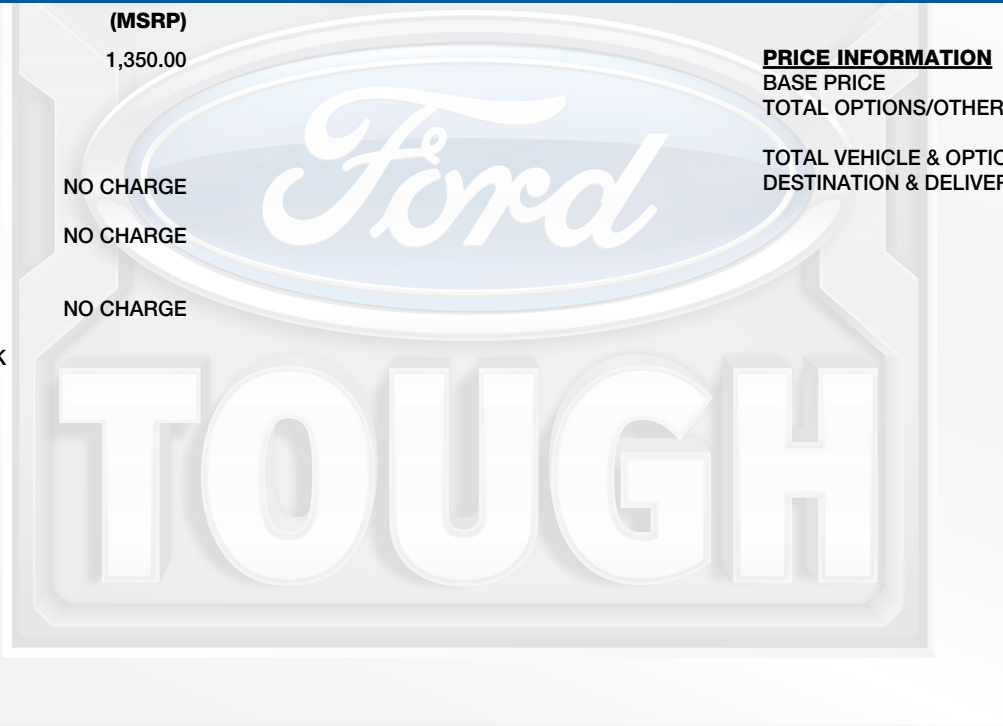 (MSRP)
1,350.00
NO CHARGE
NO CHARGE
NO CHARGE
K
PRICE INFORMATION
BASE PRICE
TOTAL OPTIONS/OTHER
TOTAL VEHICLE & OPTIO
DESTINATION & DELIVER
Ford
TOUGH